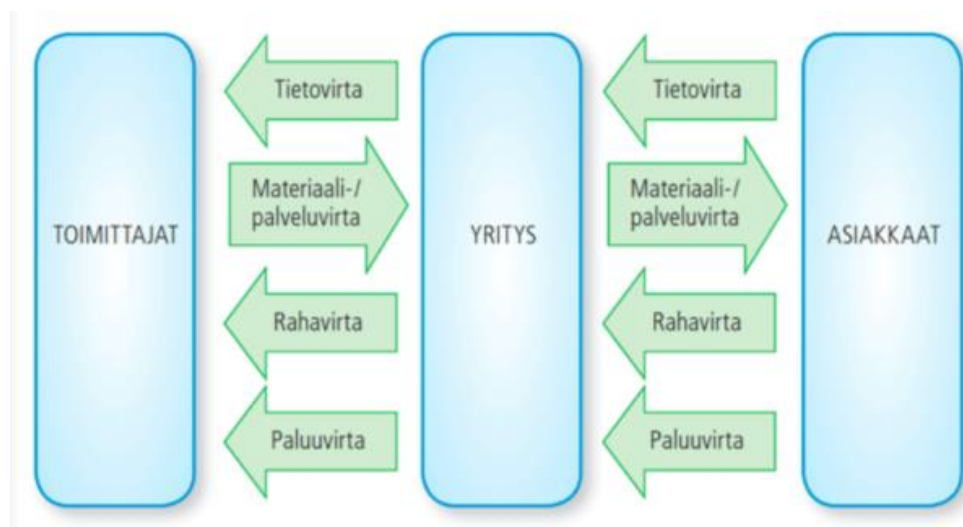 Tietovirta
Tietovirta
Materiaali-/
palveluvirta
Materiaali-/
palveluvirta
TOIMITTAJAT
YRITYS
ASIAKKAAT
Rahavirta
Rahavirta
Paluuvirta
Paluuvirta